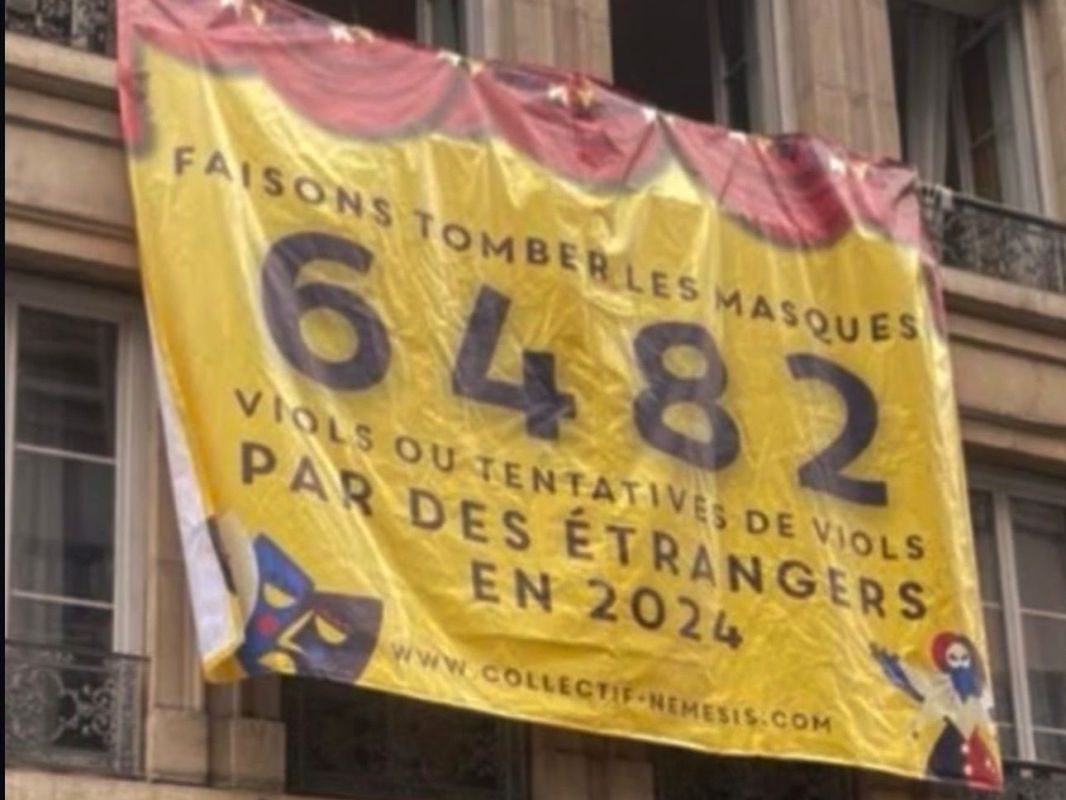 FAISONS TOMBER LES MASQUES
6482
VIOLS OU TENTATIVES DE VIOLS
PAR DES ÉTRANGERS
EN 2024
WWW.COLLECTIF-NEMESIS.COM